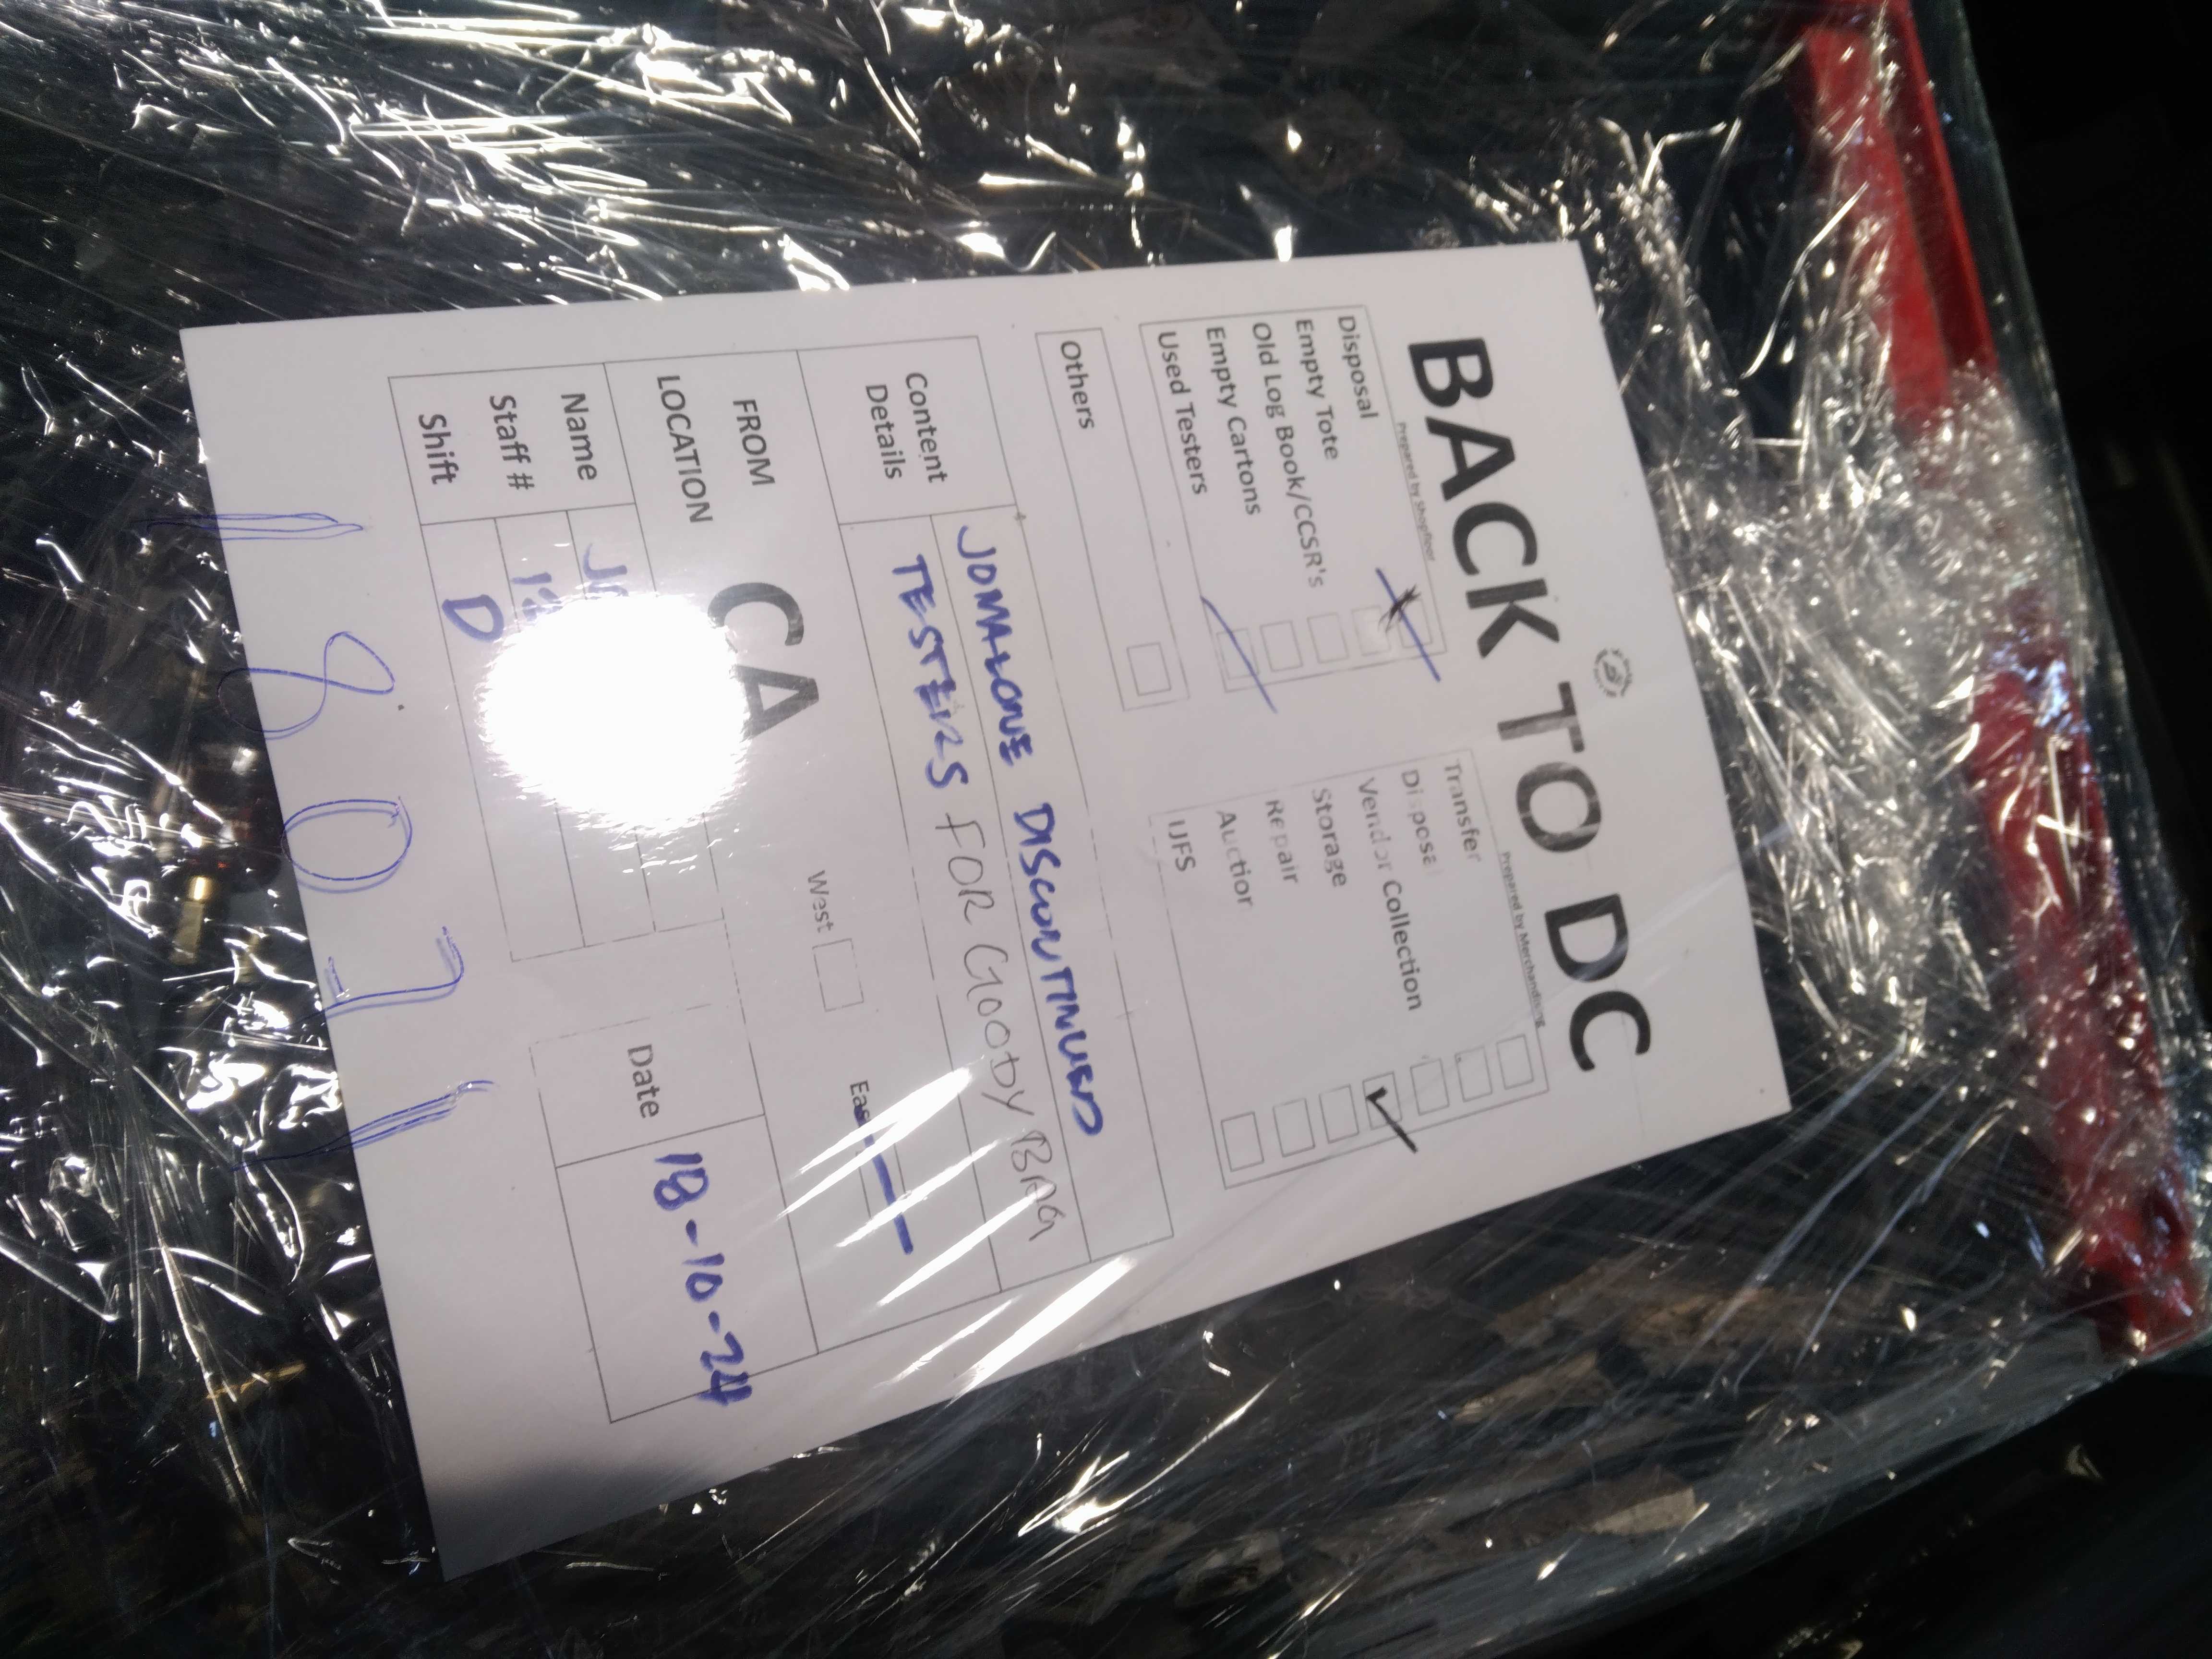 BACK TO DC
Prepared by Shopfloor
Disposal
Empty Tote
Old Log Book/CCSR's
Empty Cartons
Used Testers
Others
Prepared by Merchandising
Transfer
Disposal
Vendor Collection
Storage
Repair
Auction
UFS
Content Details
JOMALONE DISCONTINUED
TESTERS FOR GOODY BAG
FROM LOCATION
CA
West
East
Name
Staff #
Shift D
Date 18-10-24